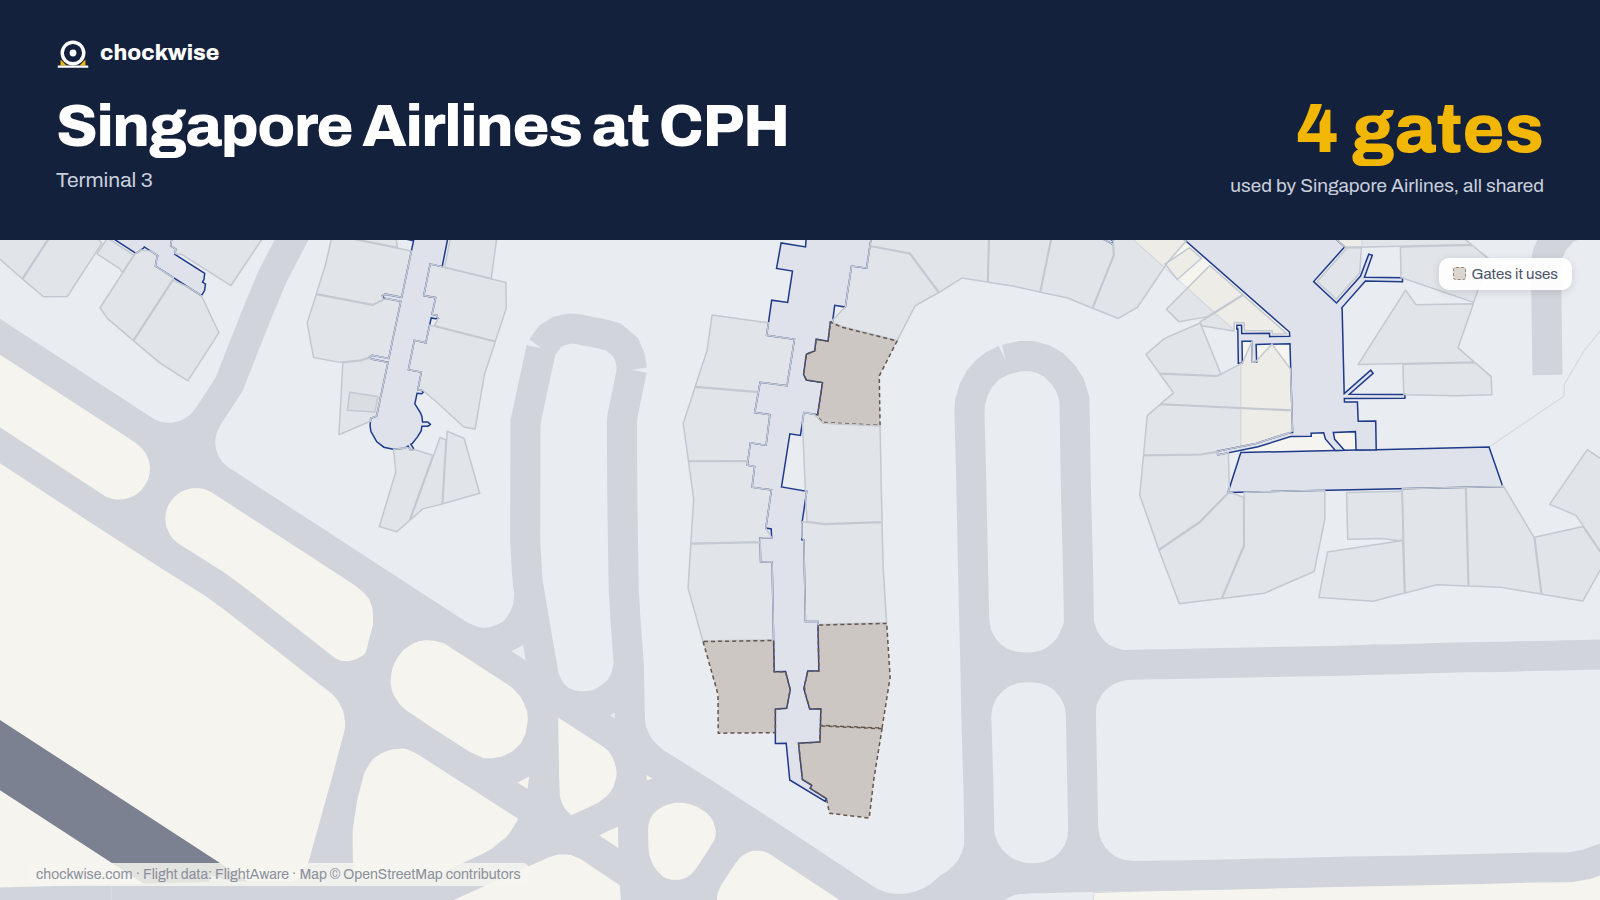 chockwise
Singapore Airlines at CPH
Terminal 3
4 gates
used by Singapore Airlines, all shared
Gates it uses
chockwise.com · Flight data: FlightAware · Map © OpenStreetMap contributors